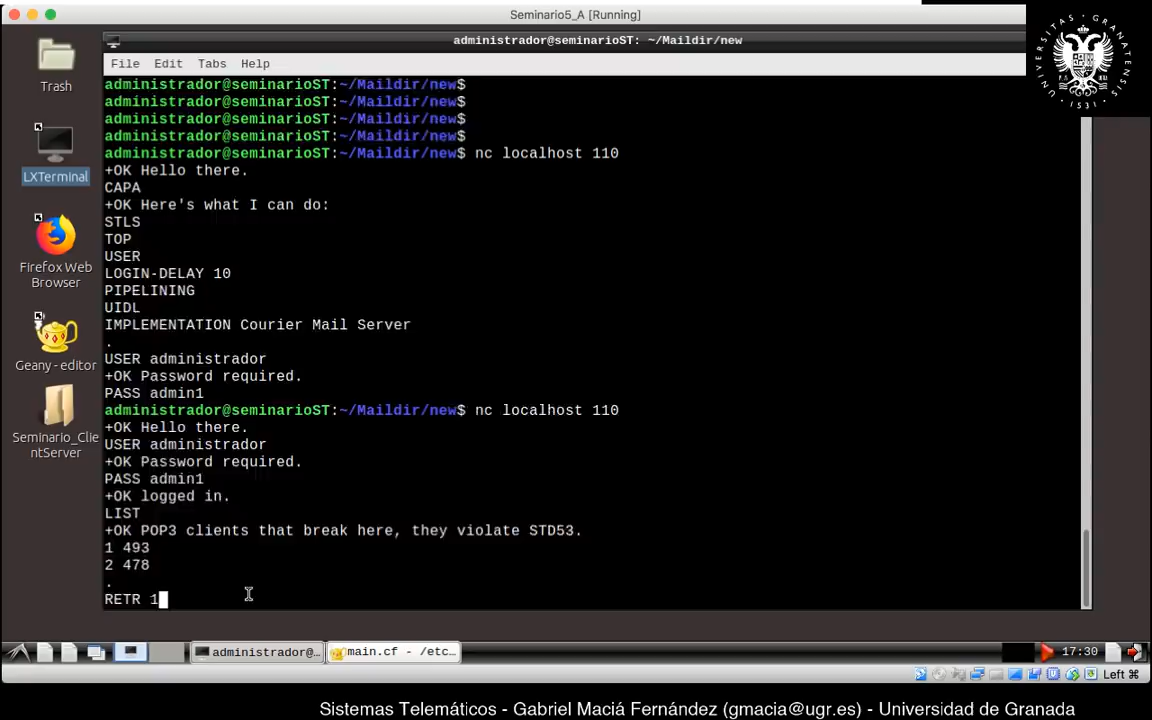 Seminario5_A [Running]
administrador@seminarioST: ~/Maildir/new
File Edit Tabs Help
administrador@seminarioST:~/Maildir/new$
administrador@seminarioST:~/Maildir/new$
administrador@seminarioST:~/Maildir/new$
administrador@seminarioST:~/Maildir/new$
administrador@seminarioST:~/Maildir/new$ nc localhost 110
+OK Hello there.
CAPA
+OK Here's what I can do:
STLS
TOP
USER
LOGIN-DELAY 10
PIPELINING
UIDL
IMPLEMENTATION Courier Mail Server
.
USER administrador
+OK Password required.
PASS admin1
administrador@seminarioST:~/Maildir/new$ nc localhost 110
+OK Hello there.
USER administrador
+OK Password required.
PASS admin1
+OK logged in.
LIST
+OK POP3 clients that break here, they violate STD53.
1 493
2 478
.
RETR 1
Trash
LXTerminal
Firefox Web
Browser
Geany - editor
Seminario_Clie
ntServer
administrador@...
main.cf - /etc...
17:30
Left ⌘
UNIVERSITAS GRANATENSIS
1531
Sistemas Telemáticos - Gabriel Maciá Fernández (gmacia@ugr.es) - Universidad de Granada